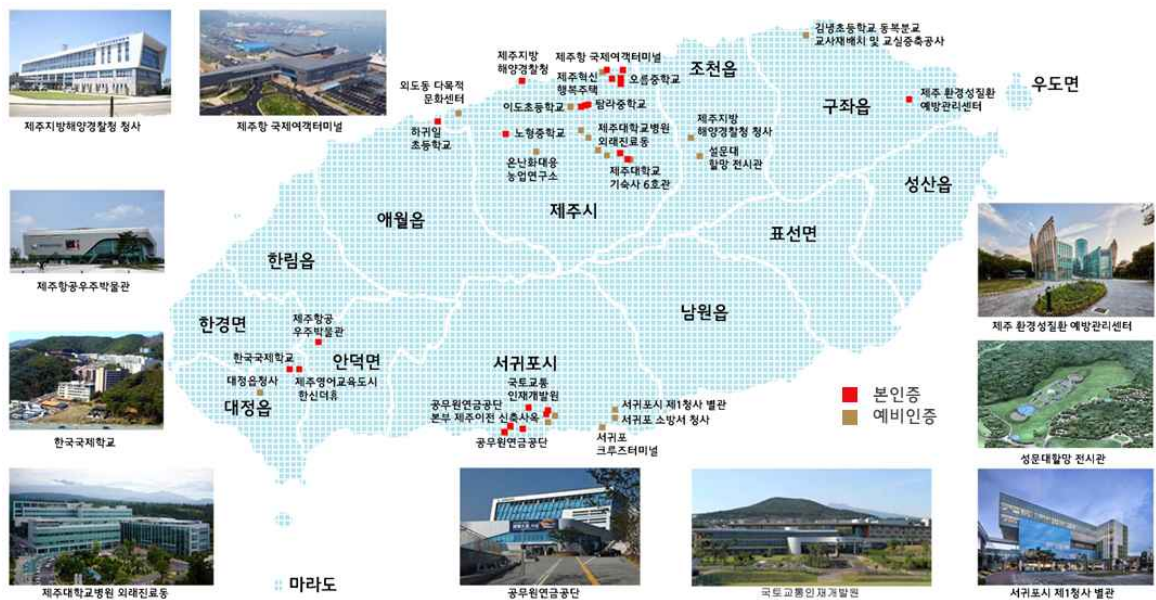 김녕초등학교 동복분교
교사재배치 및 교실증축공사
제주지방
해양경찰청
제주항 국제여객터미널
제주혁신
행복주택
오름중학교
조천읍
우도면
구좌읍
제주 환경성질환
예방관리센터
외도동 다목적
문화센터
이도초등학교
탐라중학교
하귀일
초등학교
노형중학교
제주대학교병원
외래진료동
제주지방
해양경찰청 청사
온난화대응
농업연구소
제주대학교
기숙사 6호관
설문대
할망 전시관
성산읍
애월읍
제주시
표선면
한림읍
남원읍
한경면
제주항공
우주박물관
안덕면
한국국제학교
대정읍청사
제주영어교육도시
한신더휴
대정읍
서귀포시
국토교통
인재개발원
공무원연금공단
본부 제주이전 신축사옥
공무원연금공단
서귀포시 제1청사 별관
서귀포 소방서 청사
서귀포
크루즈터미널
본인증
예비인증
마라도
제주지방해양경찰청 청사
제주항 국제여객터미널
제주항공우주박물관
한국국제학교
제주대학교병원 외래진료동
공무원연금공단
국토교통인재개발원
제주 환경성질환 예방관리센터
성문대할망 전시관
서귀포시 제1청사 별관